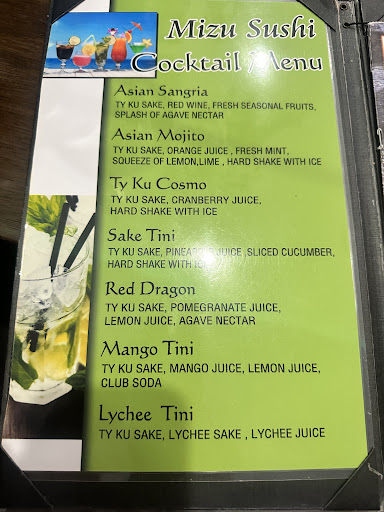 Mizu Sushi
Cocktail Menu
Asian Sangria
TY KU SAKE, RED WINE, FRESH SEASONAL FRUITS,
SPLASH OF AGAVE NECTAR
Asian Mojito
TY KU SAKE, ORANGE JUICE , FRESH MINT,
SQUEEZE OF LEMON,LIME , HARD SHAKE WITH ICE
Ty Ku Cosmo
TY KU SAKE, CRANBERRY JUICE,
HARD SHAKE WITH ICE
Sake Tini
TY KU SAKE, PINEAPPLE JUICE ,SLICED CUCUMBER,
HARD SHAKE WITH ICE
Red Dragon
TY KU SAKE, POMEGRANATE JUICE,
LEMON JUICE, AGAVE NECTAR
Mango Tini
TY KU SAKE, MANGO JUICE, LEMON JUICE,
CLUB SODA
Lychee Tini
TY KU SAKE, LYCHEE SAKE , LYCHEE JUICE